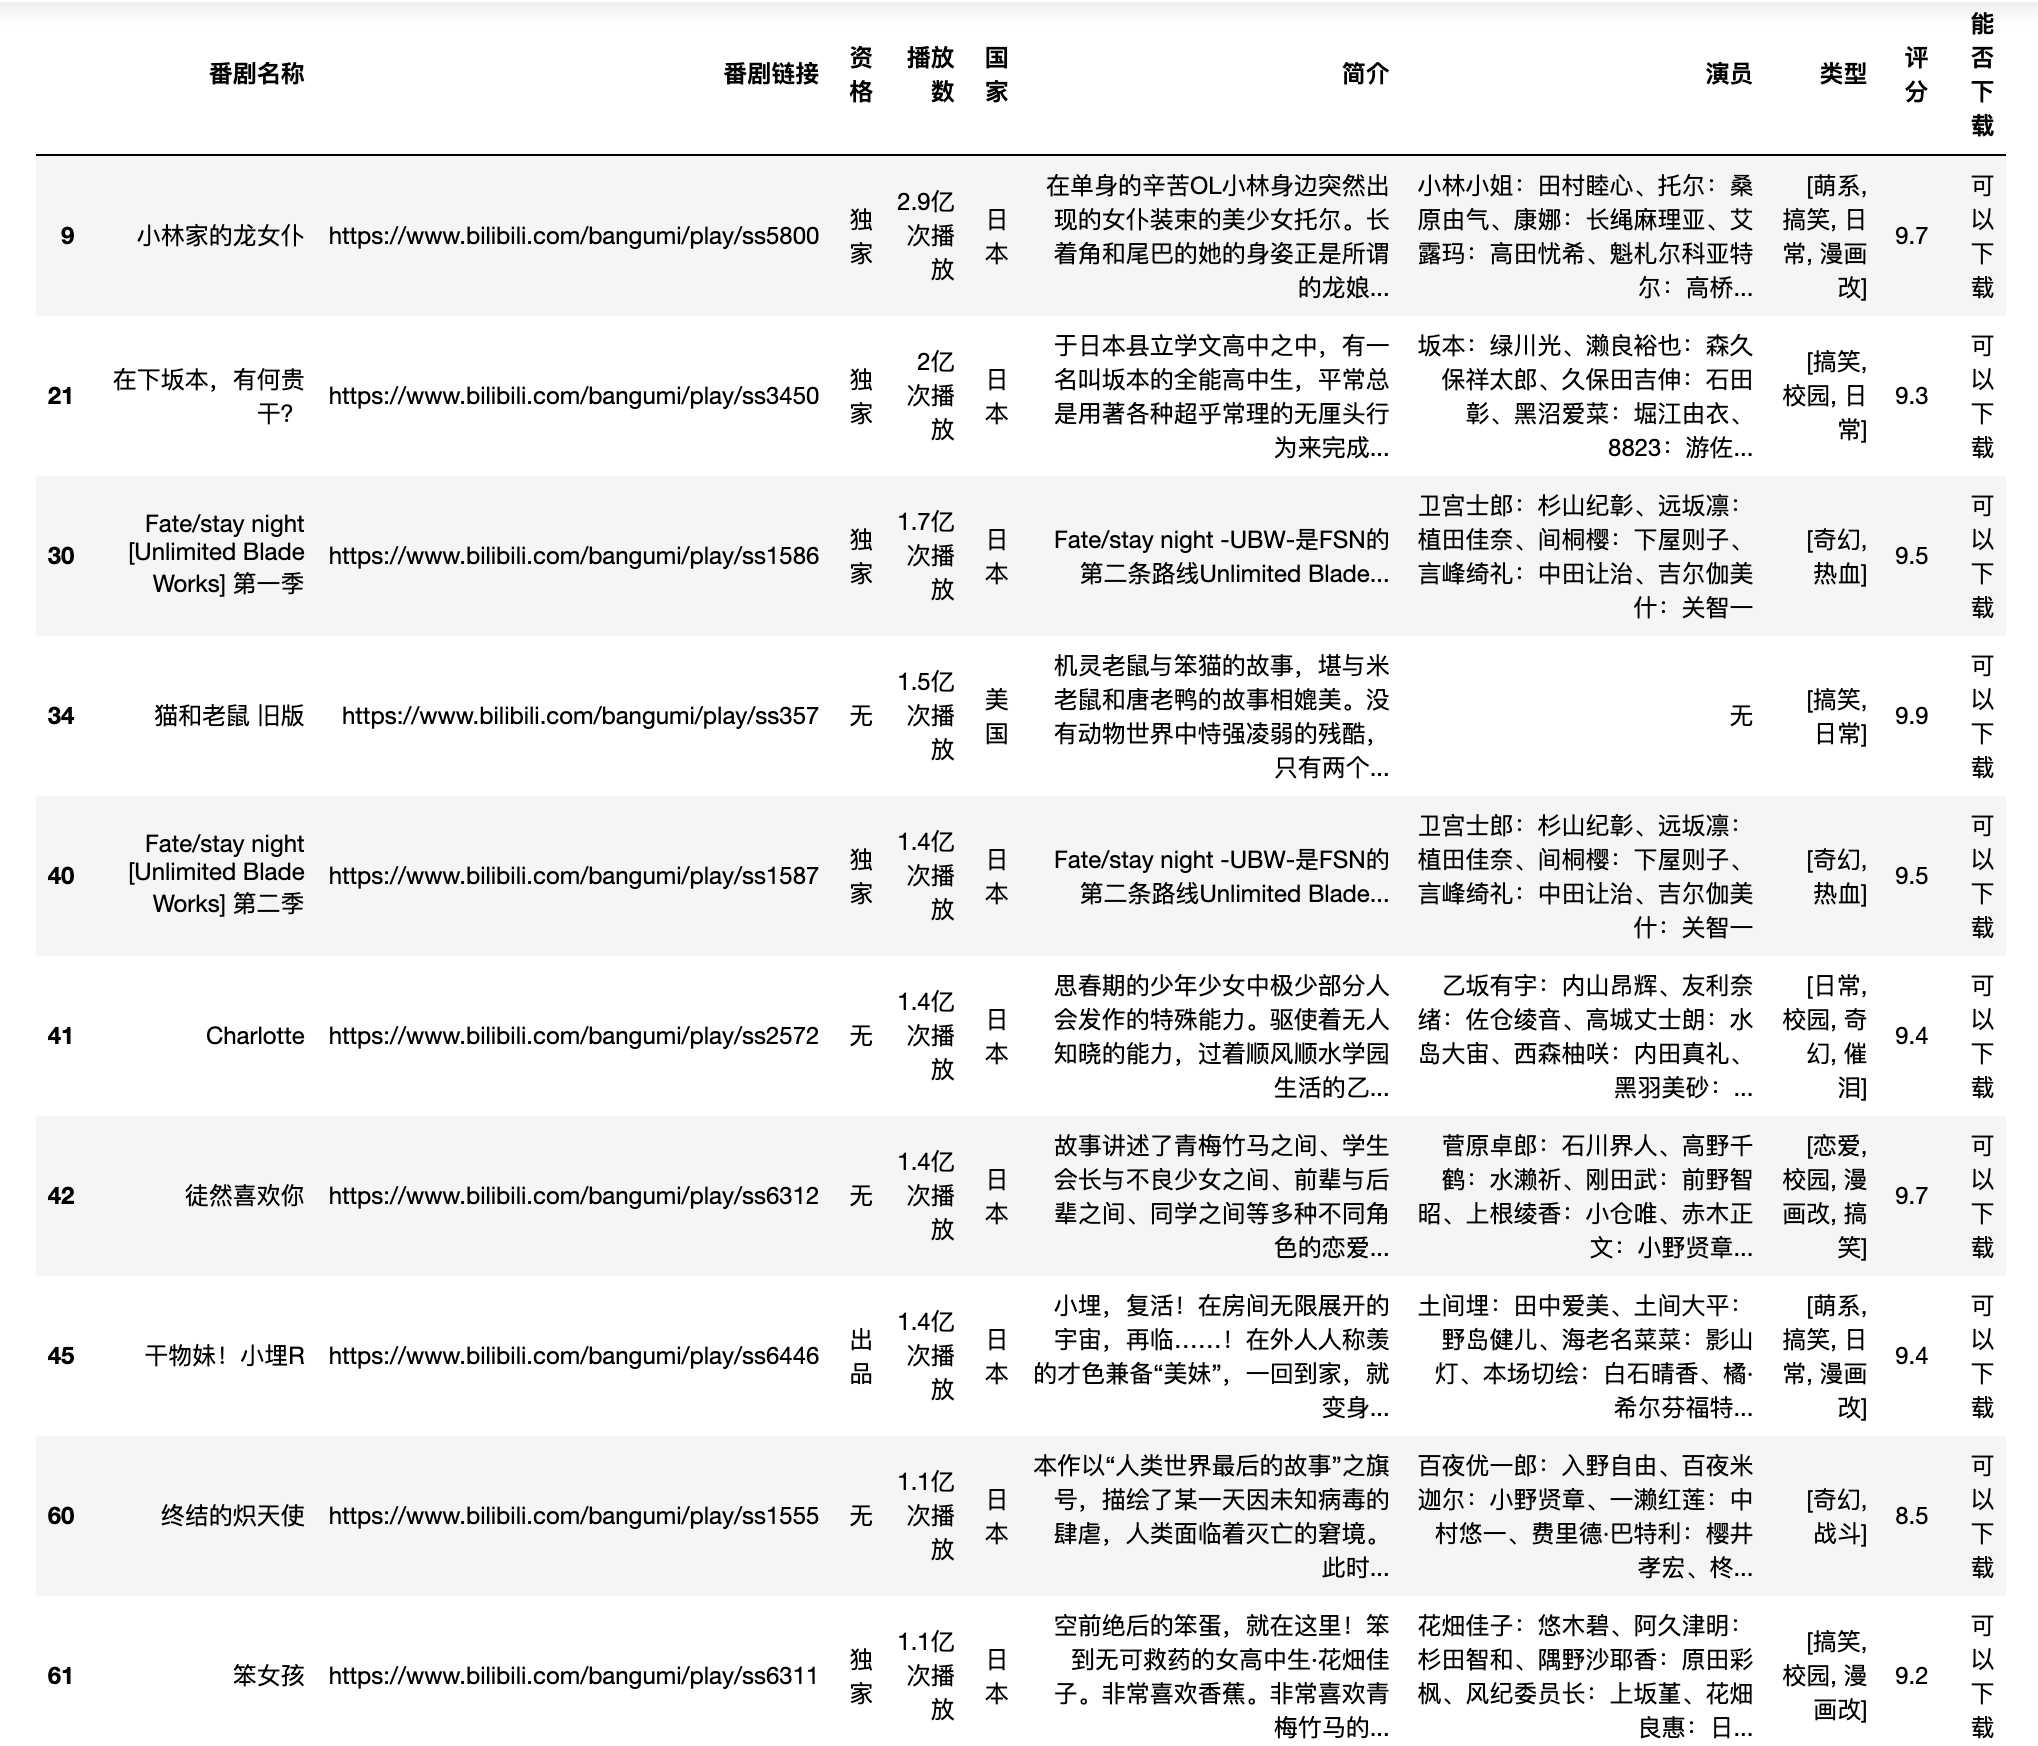 番剧名称 番剧链接 资格 播放数 国家 简介 演员 类型 评分 能否下载
9 小林家的龙女仆 https://www.bilibili.com/bangumi/play/ss5800 独家 2.9亿次播放 日本 在单身的辛苦OL小林身边突然出现的女仆装束的美少女托尔。长着角和尾巴的她的身姿正是所谓的龙娘... 小林小姐：田村睦心、托尔：桑原由气、康娜：长绳麻理亚、艾露玛：高田忧希、魁札尔科亚特尔：高桥... [萌系, 搞笑, 日常, 漫画改] 9.7 可以下载
21 在下坂本，有何贵干? https://www.bilibili.com/bangumi/play/ss3450 独家 2亿次播放 日本 于日本县立学文高中之中，有一名叫坂本的全能高中生，平常总是用著各种超乎常理的无厘头行为来完成... 坂本：绿川光、濑良裕也：森久保祥太郎、久保田吉伸：石田彰、黑沼爱菜：堀江由衣、8823：游佐... [搞笑, 校园, 日常] 9.3 可以下载
30 Fate/stay night [Unlimited Blade Works] 第一季 https://www.bilibili.com/bangumi/play/ss1586 独家 1.7亿次播放 日本 Fate/stay night -UBW-是FSN的第二条路线Unlimited Blade... 卫宫士郎：杉山纪彰、远坂凛：植田佳奈、间桐樱：下屋则子、言峰绮礼：中田让治、吉尔伽美什：关智一 [奇幻, 热血] 9.5 可以下载
34 猫和老鼠 旧版 https://www.bilibili.com/bangumi/play/ss357 无 1.5亿次播放 美国 机灵老鼠与笨猫的故事，堪与米老鼠和唐老鸭的故事相媲美。没有动物世界中恃强凌弱的残酷，只有两个... 无 [搞笑, 日常] 9.9 可以下载
40 Fate/stay night [Unlimited Blade Works] 第二季 https://www.bilibili.com/bangumi/play/ss1587 独家 1.4亿次播放 日本 Fate/stay night -UBW-是FSN的第二条路线Unlimited Blade... 卫宫士郎：杉山纪彰、远坂凛：植田佳奈、间桐樱：下屋则子、言峰绮礼：中田让治、吉尔伽美什：关智一 [奇幻, 热血] 9.5 可以下载
41 Charlotte https://www.bilibili.com/bangumi/play/ss2572 无 1.4亿次播放 日本 思春期的少年少女中极少部分人会发作的特殊能力。驱使着无人知晓的能力，过着顺风顺水学园生活的乙... 乙坂有宇：内山昂辉、友利奈绪：佐仓绫音、高城丈士朗：水岛大宙、西森柚咲：内田真礼、黑羽美砂：... [日常, 校园, 奇幻, 催泪] 9.4 可以下载
42 徒然喜欢你 https://www.bilibili.com/bangumi/play/ss6312 无 1.4亿次播放 日本 故事讲述了青梅竹马之间、学生会长与不良少女之间、前辈与后辈之间、同学之间等多种不同角色的恋爱... 菅原卓郎：石川界人、高野千鹤：水濑祈、刚田武：前野智昭、上根绫香：小仓唯、赤木正文：小野贤章... [恋爱, 校园, 漫画改, 搞笑] 9.7 可以下载
45 干物妹！小埋R https://www.bilibili.com/bangumi/play/ss6446 出品 1.4亿次播放 日本 小埋，复活！在房间无限展开的宇宙，再临......！在外人人称羡的才色兼备“美妹”，一回到家，就变身... 土间埋：田中爱美、土间大平：野岛健儿、海老名菜菜：影山灯、本场切绘：白石晴香、橘·希尔芬福特... [萌系, 搞笑, 日常, 漫画改] 9.4 可以下载
60 终结的炽天使 https://www.bilibili.com/bangumi/play/ss1555 无 1.1亿次播放 日本 本作以“人类世界最后的故事”之旗号，描绘了某一天因未知病毒的肆虐，人类面临着灭亡的窘境。此时... 百夜优一郎：入野自由、百夜米迦尔：小野贤章、一濑红莲：中村悠一、费里德·巴特利：樱井孝宏、柊... [奇幻, 战斗] 8.5 可以下载
61 笨女孩 https://www.bilibili.com/bangumi/play/ss6311 独家 1.1亿次播放 日本 空前绝后的笨蛋，就在这里！笨到无可救药的女高中生·花畑佳子。非常喜欢香蕉。非常喜欢青梅竹马的... 花畑佳子：悠木碧、阿久津明：杉田智和、隅野沙耶香：原田彩枫、风纪委员长：上坂堇、花畑良惠：日... [搞笑, 校园, 漫画改] 9.2 可以下载